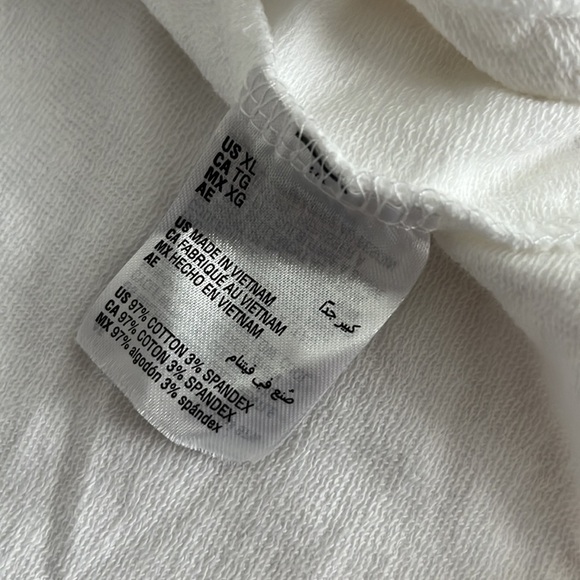 US XL
CA TG
MX XG
AE
كبير جداً
US MADE IN VIETNAM
CA FABRIQUÉ AU VIETNAM
MX HECHO EN VIETNAM
AE
صنع في فيتنام
US 97% COTTON 3% SPANDEX
CA 97% COTON 3% SPANDEX
MX 97% algodón 3% spándex